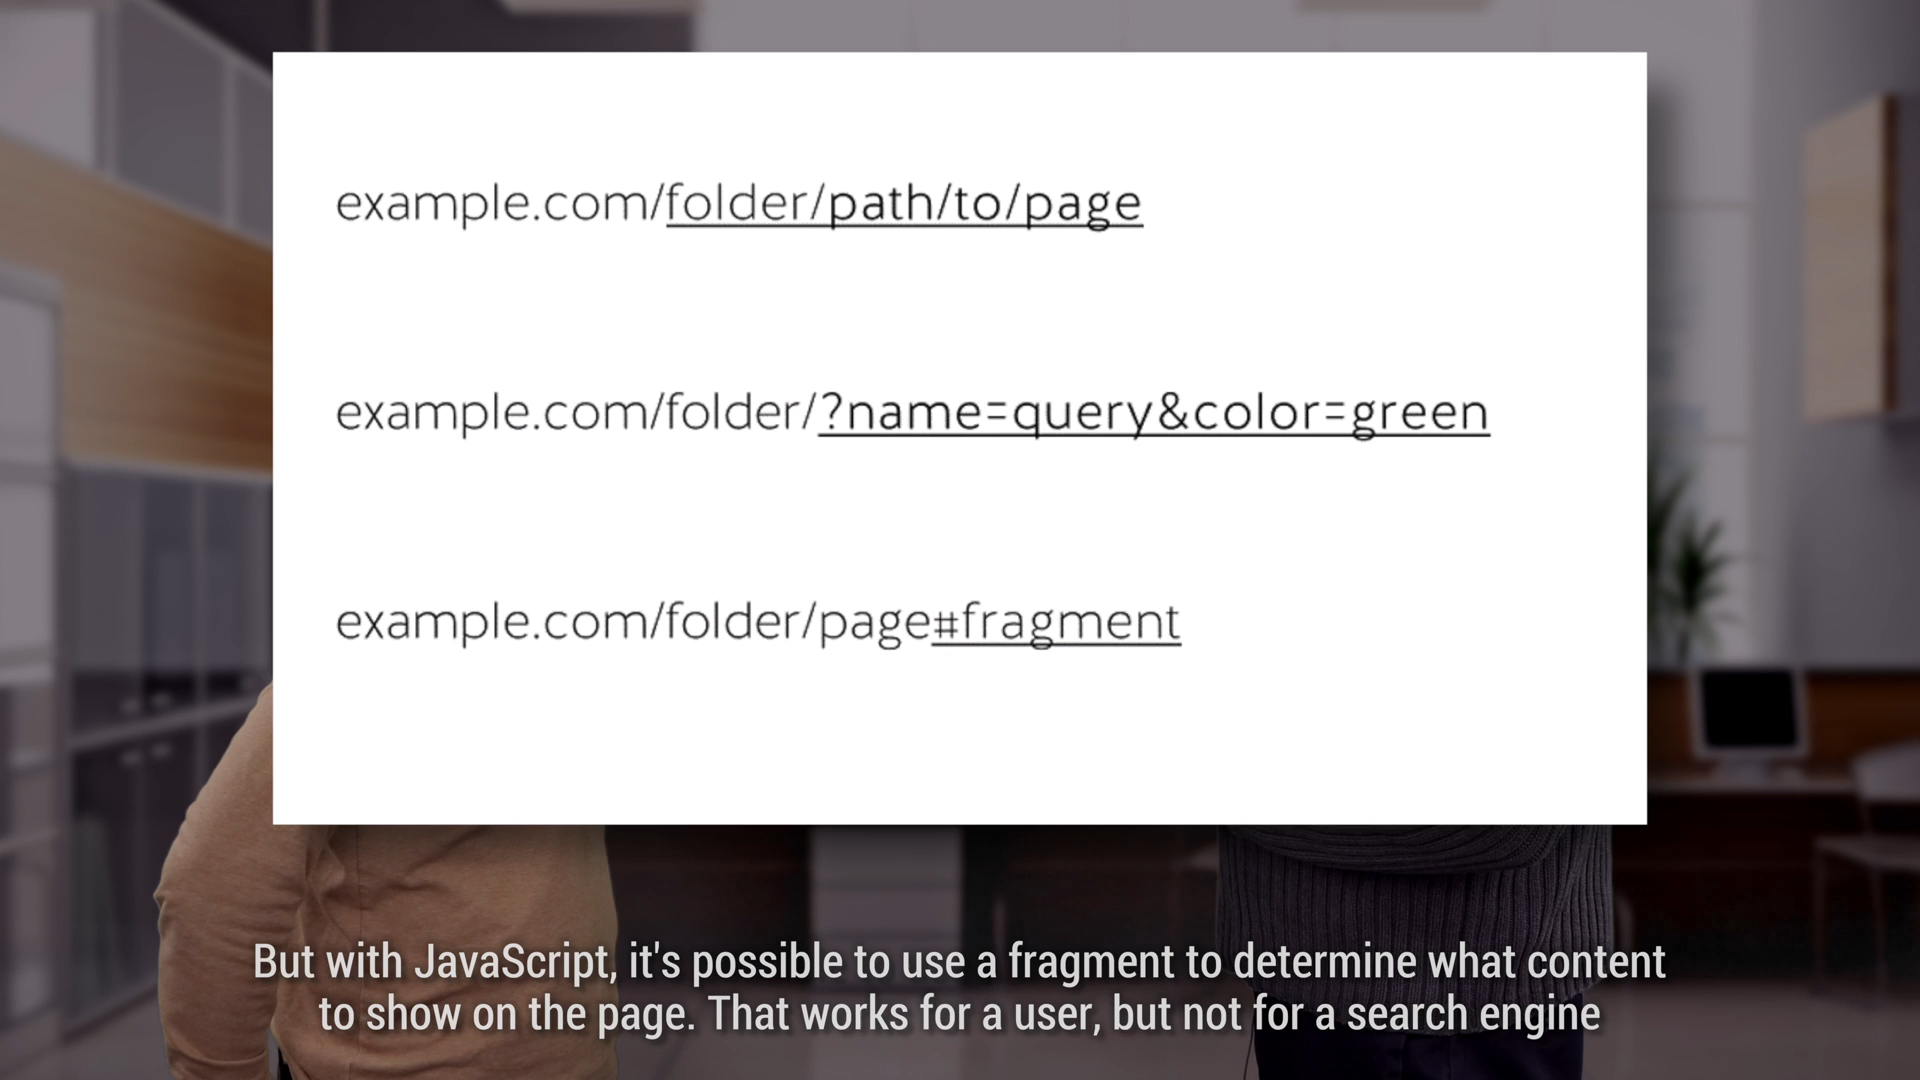 example.com/folder/path/to/page
example.com/folder/?name=query&color=green
example.com/folder/page#fragment
But with JavaScript, it's possible to use a fragment to determine what content
to show on the page. That works for a user, but not for a search engine